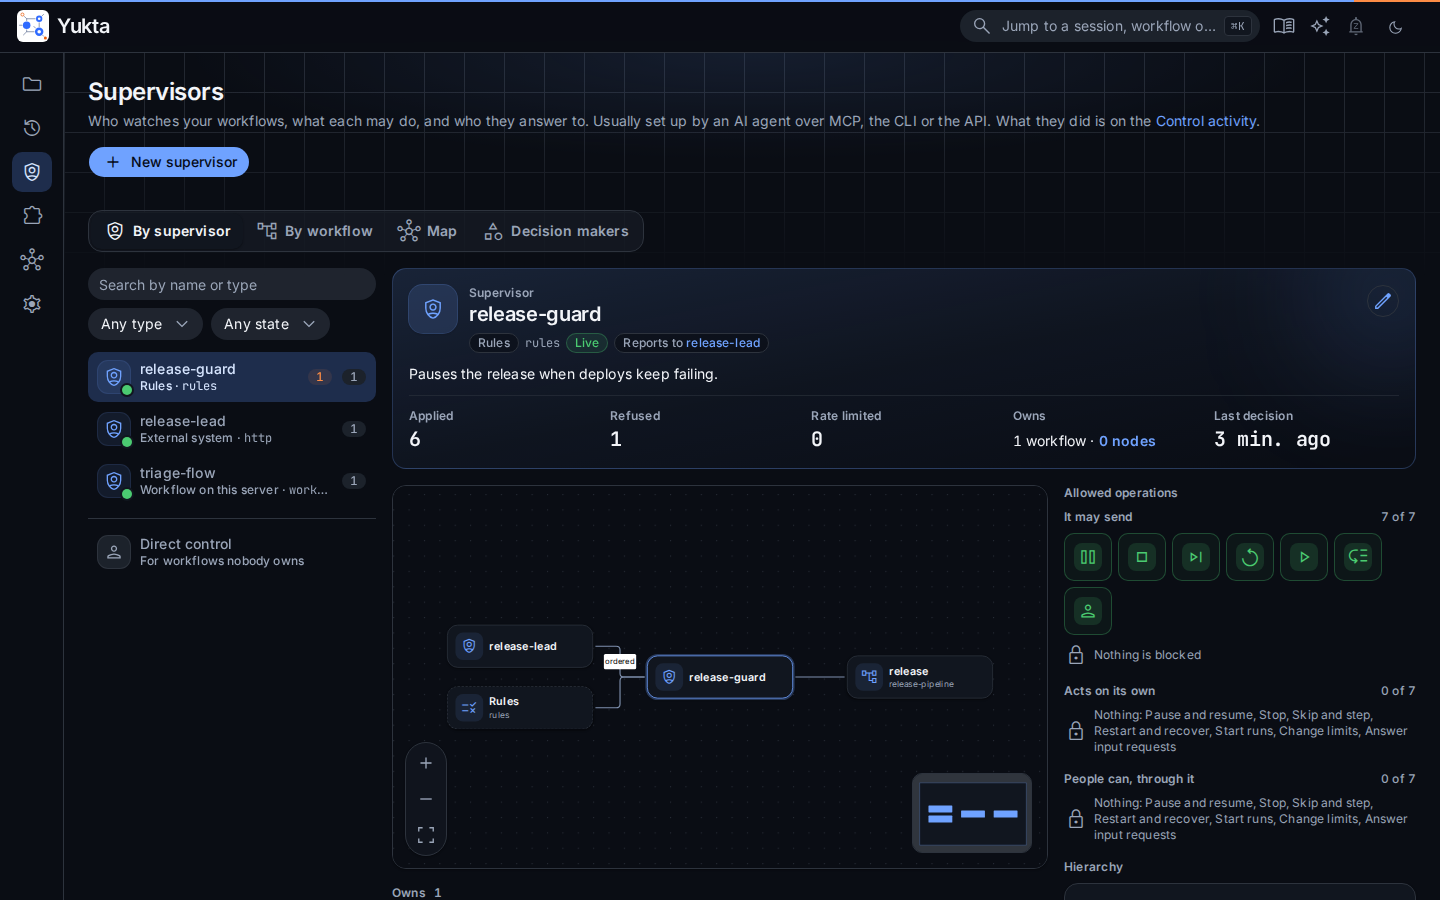 Yukta
Jump to a session, workflow o...
⌘K
Supervisors
Who watches your workflows, what each may do, and who they answer to. Usually set up by an AI agent over MCP, the CLI or the API. What they did is on the Control activity.
New supervisor
By supervisor
By workflow
Map
Decision makers
Search by name or type
Any type
Any state
release-guard
Rules · rules
1
1
release-lead
External system · http
1
triage-flow
Workflow on this server · work...
1
Direct control
For workflows nobody owns
Supervisor
release-guard
Rules
rules
Live
Reports to release-lead
Pauses the release when deploys keep failing.
Applied
6
Refused
1
Rate limited
0
Owns
1 workflow · 0 nodes
Last decision
3 min. ago
release-lead
ordered
Rules
rules
release-guard
release
release-pipeline
Owns 1
Allowed operations
It may send
7 of 7
Nothing is blocked
Acts on its own
0 of 7
Nothing: Pause and resume, Stop, Skip and step,
Restart and recover, Start runs, Change limits, Answer
input requests
People can, through it
0 of 7
Nothing: Pause and resume, Stop, Skip and step,
Restart and recover, Start runs, Change limits, Answer
input requests
Hierarchy